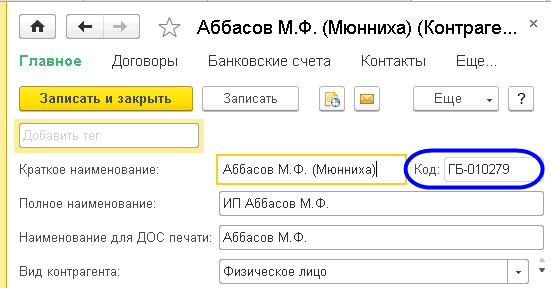 Аббасов М.Ф. (Мюнниха) (Контраге...
Главное Договоры Банковские счета Контакты Еще...
Записать и закрыть Записать Еще ?
Добавить тег
Краткое наименование: Аббасов М.Ф. (Мюнниха) Код: ГБ-010279
Полное наименование: ИП Аббасов М.Ф.
Наименование для ДОС печати: Аббасов М.Ф.
Вид контрагента: Физическое лицо